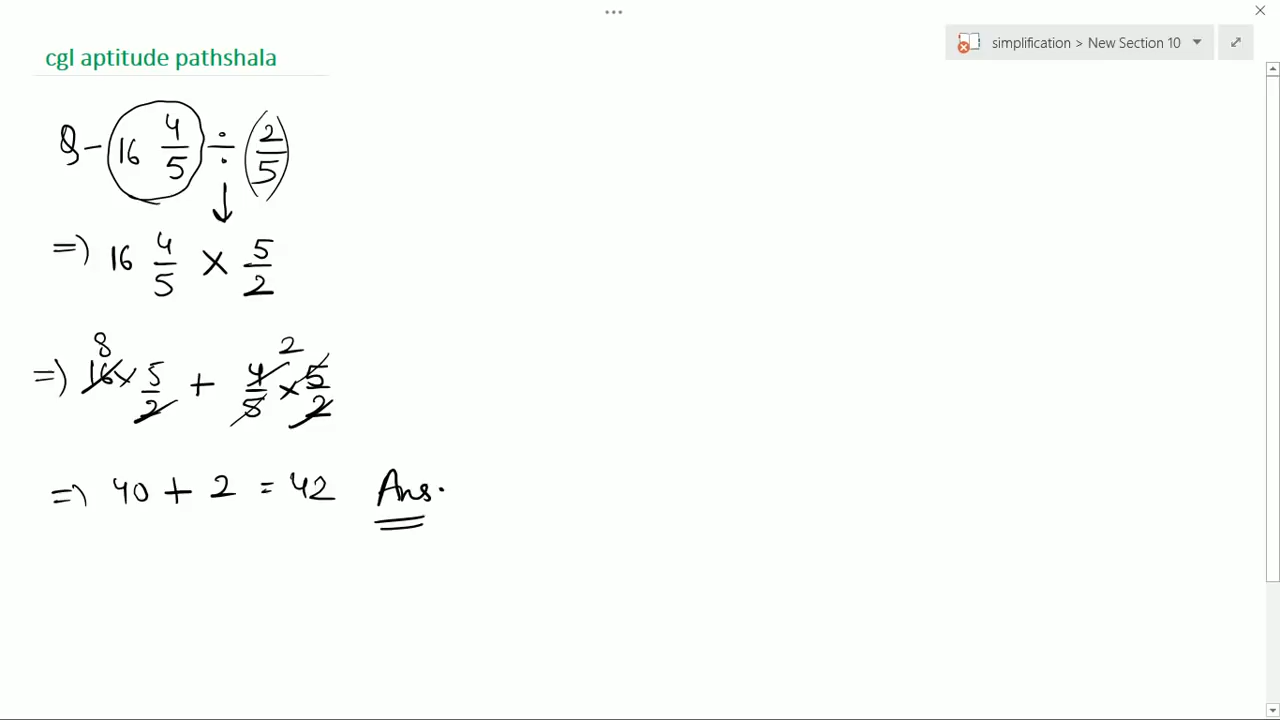 simplification > New Section 10
cgl aptitude pathshala
Q- 16 4/5 ÷ (2/5)
=) 16 4/5 × 5/2
8 2
=) 16 × 5/2 + 4/5 × 5/2
=) 40 + 2 = 42 Ans.